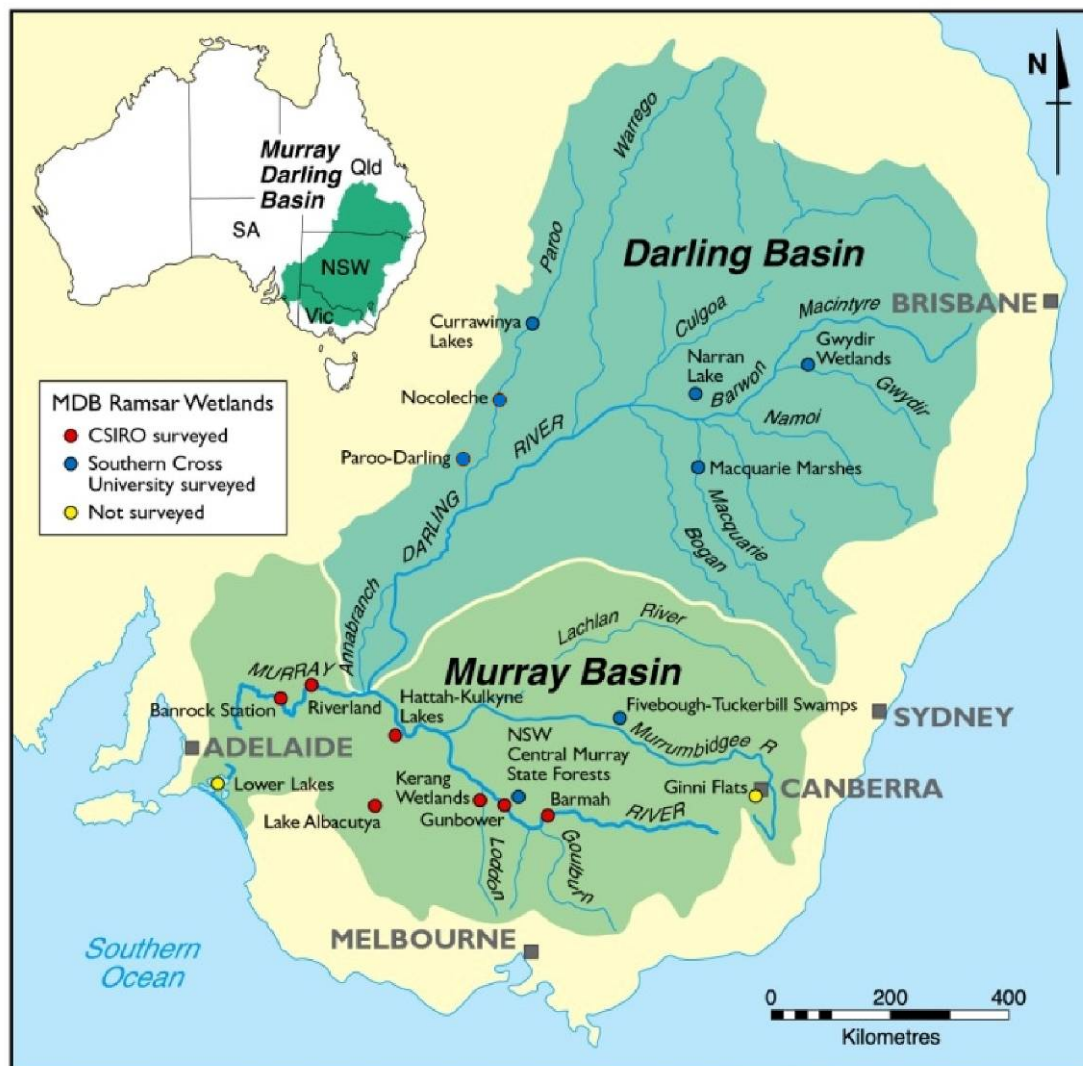 N
Murray
Darling
Basin
Qld
SA
NSW
Vic
MDB Ramsar Wetlands
CSIRO surveyed
Southern Cross
University surveyed
Not surveyed
Warrego
Paroo
Darling Basin
BRISBANE
Culgoa
Macintyre
Currawinya
Lakes
Narran
Lake
Barwon
Gwydir
Wetlands
Gwydir
Nocoleche
Namoi
RIVER
Paroo-Darling
Macquarie Marshes
DARLING
Macquarie
Bogan
Annabranch
Lachlan River
Murray Basin
MURRAY
Banrock Station
Riverland
Hattah-Kulkyne
Lakes
Fivebough-Tuckerbill Swamps
SYDNEY
Murrumbidgee R
ADELAIDE
NSW
Central Murray
State Forests
Lower Lakes
Kerang
Wetlands
Ginni Flats
CANBERRA
Lake Albacutya
Gunbower
Barmah
RIVER
Loddon
Goulburn
MELBOURNE
Southern
Ocean
0 200 400
Kilometres